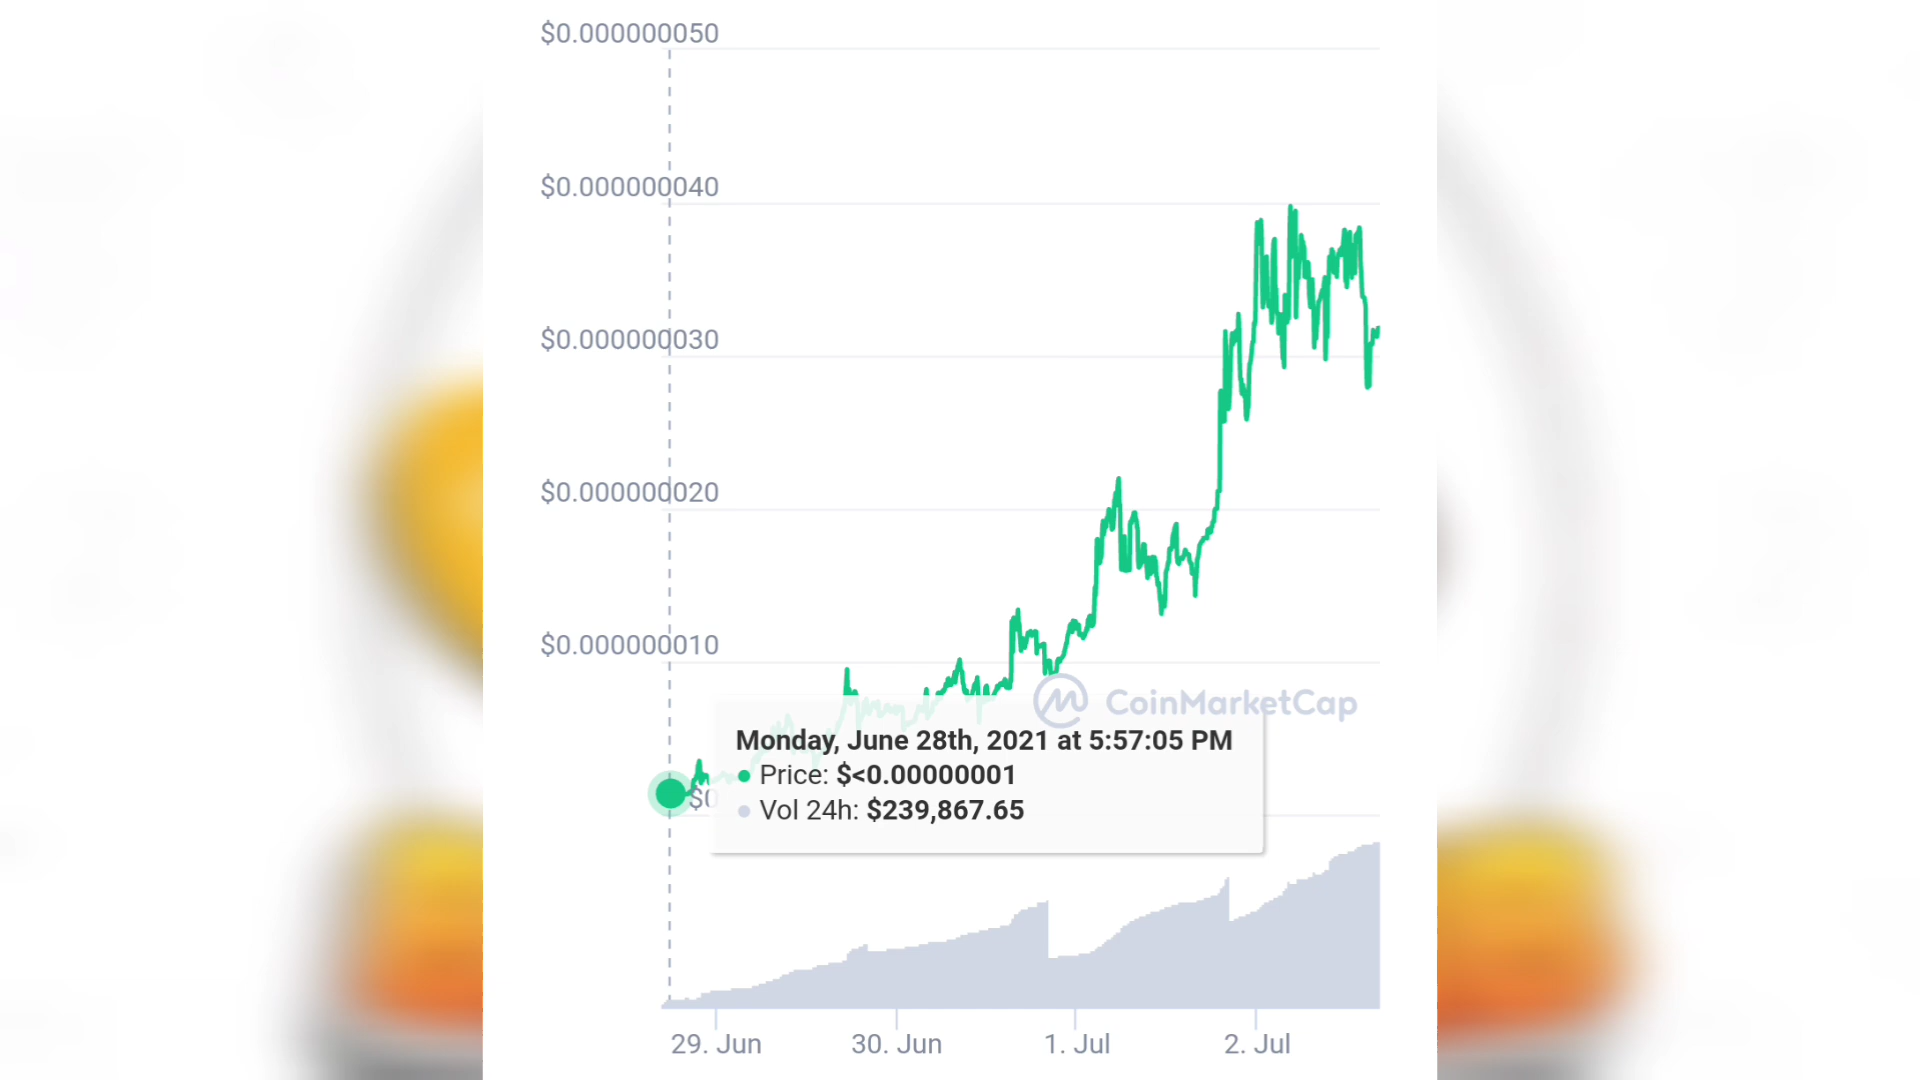 $0.000000050
$0.000000040
$0.000000030
$0.000000020
$0.000000010
CoinMarketCap
Monday, June 28th, 2021 at 5:57:05 PM
Price: $<0.00000001
$0
Vol 24h: $239,867.65
29. Jun
30. Jun
1. Jul
2. Jul